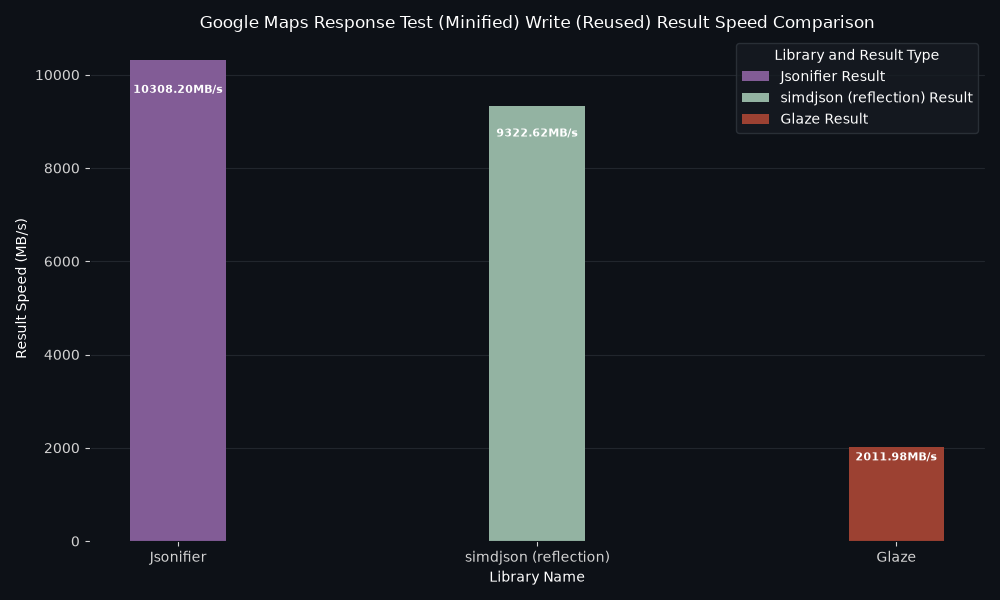 Google Maps Response Test (Minified) Write (Reused) Result Speed Comparison
Library and Result Type
Jsonifier Result
simdjson (reflection) Result
Glaze Result
10308.20MB/s
9322.62MB/s
2011.98MB/s
Result Speed (MB/s)
10000
8000
6000
4000
2000
0
Jsonifier
simdjson (reflection)
Glaze
Library Name